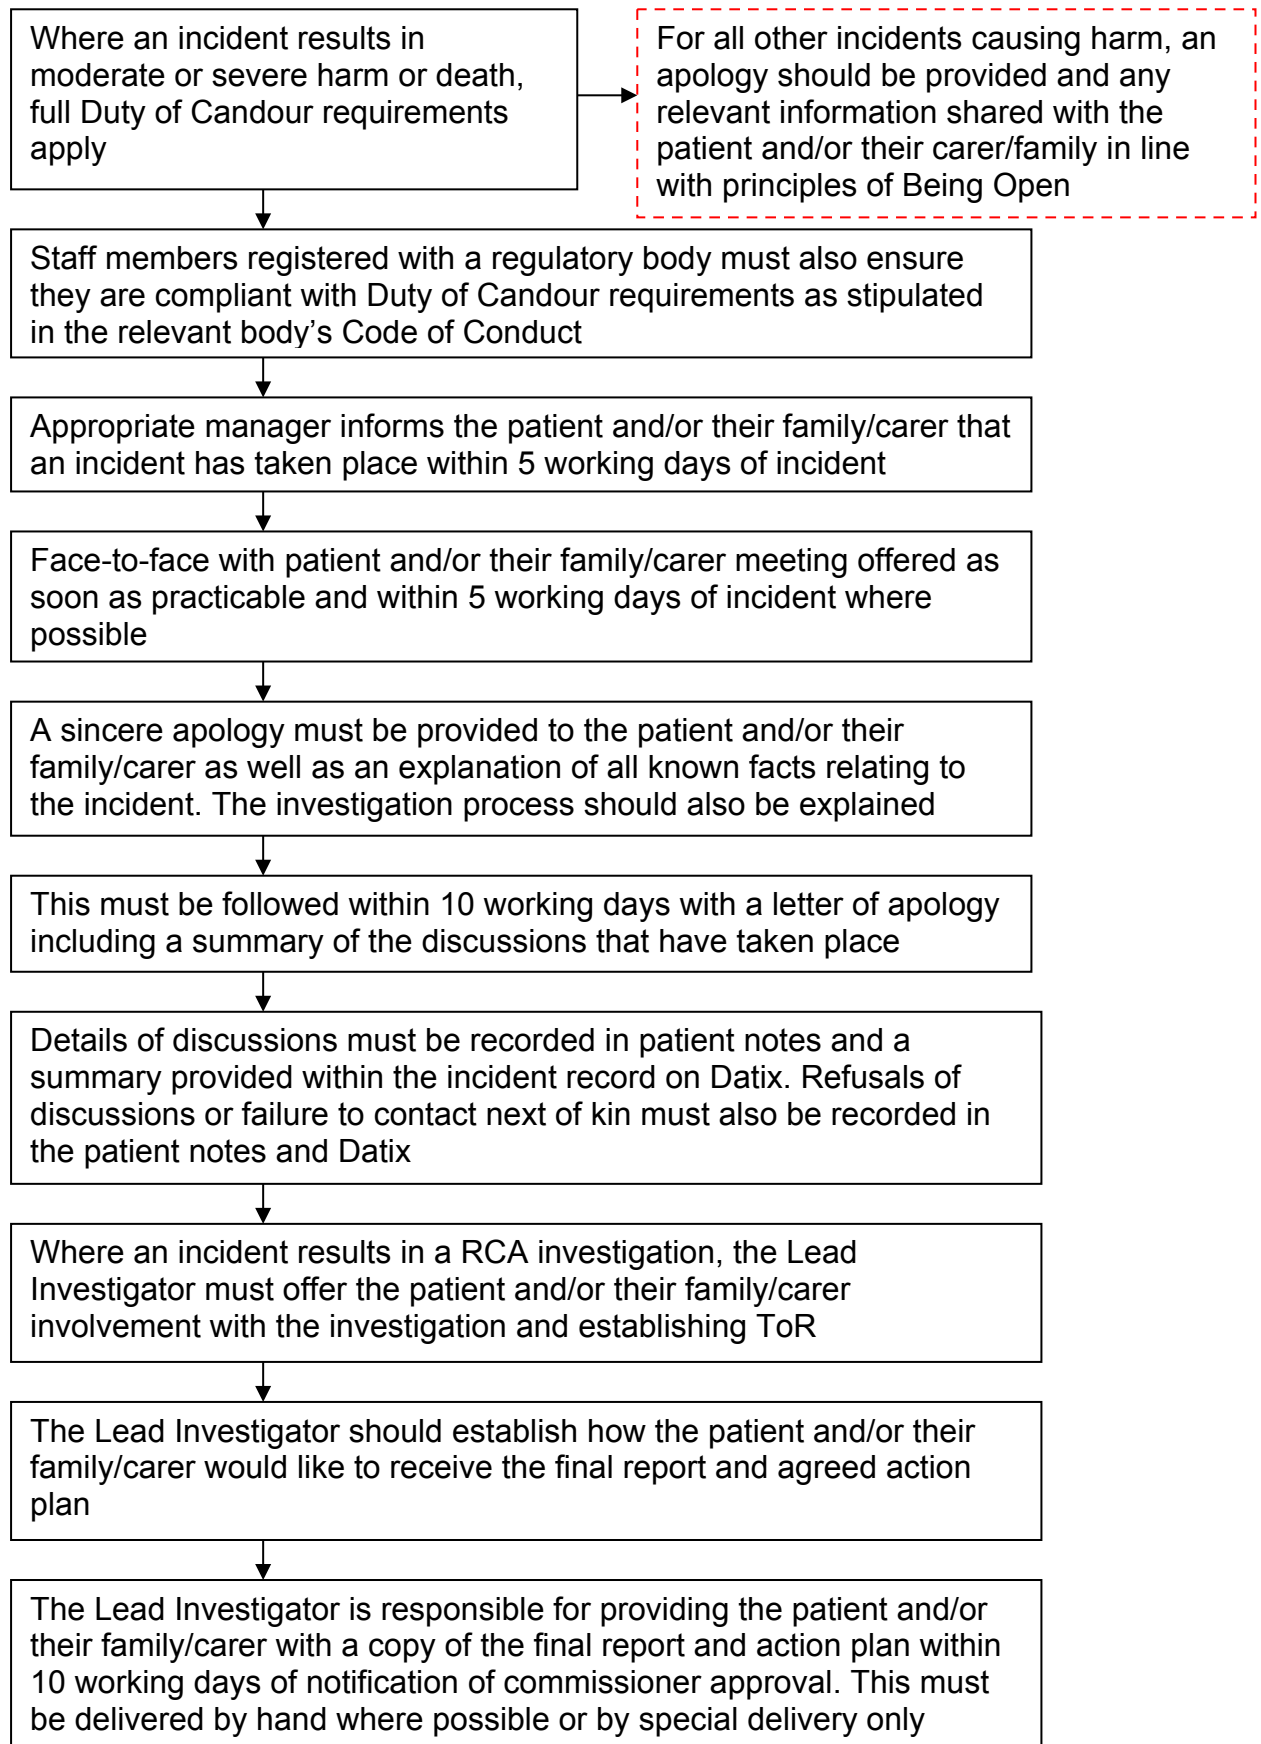 Where an incident results in
moderate or severe harm or death,
full Duty of Candour requirements
apply
For all other incidents causing harm, an
apology should be provided and any
relevant information shared with the
patient and/or their carer/family in line
with principles of Being Open
Staff members registered with a regulatory body must also ensure
they are compliant with Duty of Candour requirements as stipulated
in the relevant body’s Code of Conduct
Appropriate manager informs the patient and/or their family/carer that
an incident has taken place within 5 working days of incident
Face-to-face with patient and/or their family/carer meeting offered as
soon as practicable and within 5 working days of incident where
possible
A sincere apology must be provided to the patient and/or their
family/carer as well as an explanation of all known facts relating to
the incident. The investigation process should also be explained
This must be followed within 10 working days with a letter of apology
including a summary of the discussions that have taken place
Details of discussions must be recorded in patient notes and a
summary provided within the incident record on Datix. Refusals of
discussions or failure to contact next of kin must also be recorded in
the patient notes and Datix
Where an incident results in a RCA investigation, the Lead
Investigator must offer the patient and/or their family/carer
involvement with the investigation and establishing ToR
The Lead Investigator should establish how the patient and/or their
family/carer would like to receive the final report and agreed action
plan
The Lead Investigator is responsible for providing the patient and/or
their family/carer with a copy of the final report and action plan within
10 working days of notification of commissioner approval. This must
be delivered by hand where possible or by special delivery only